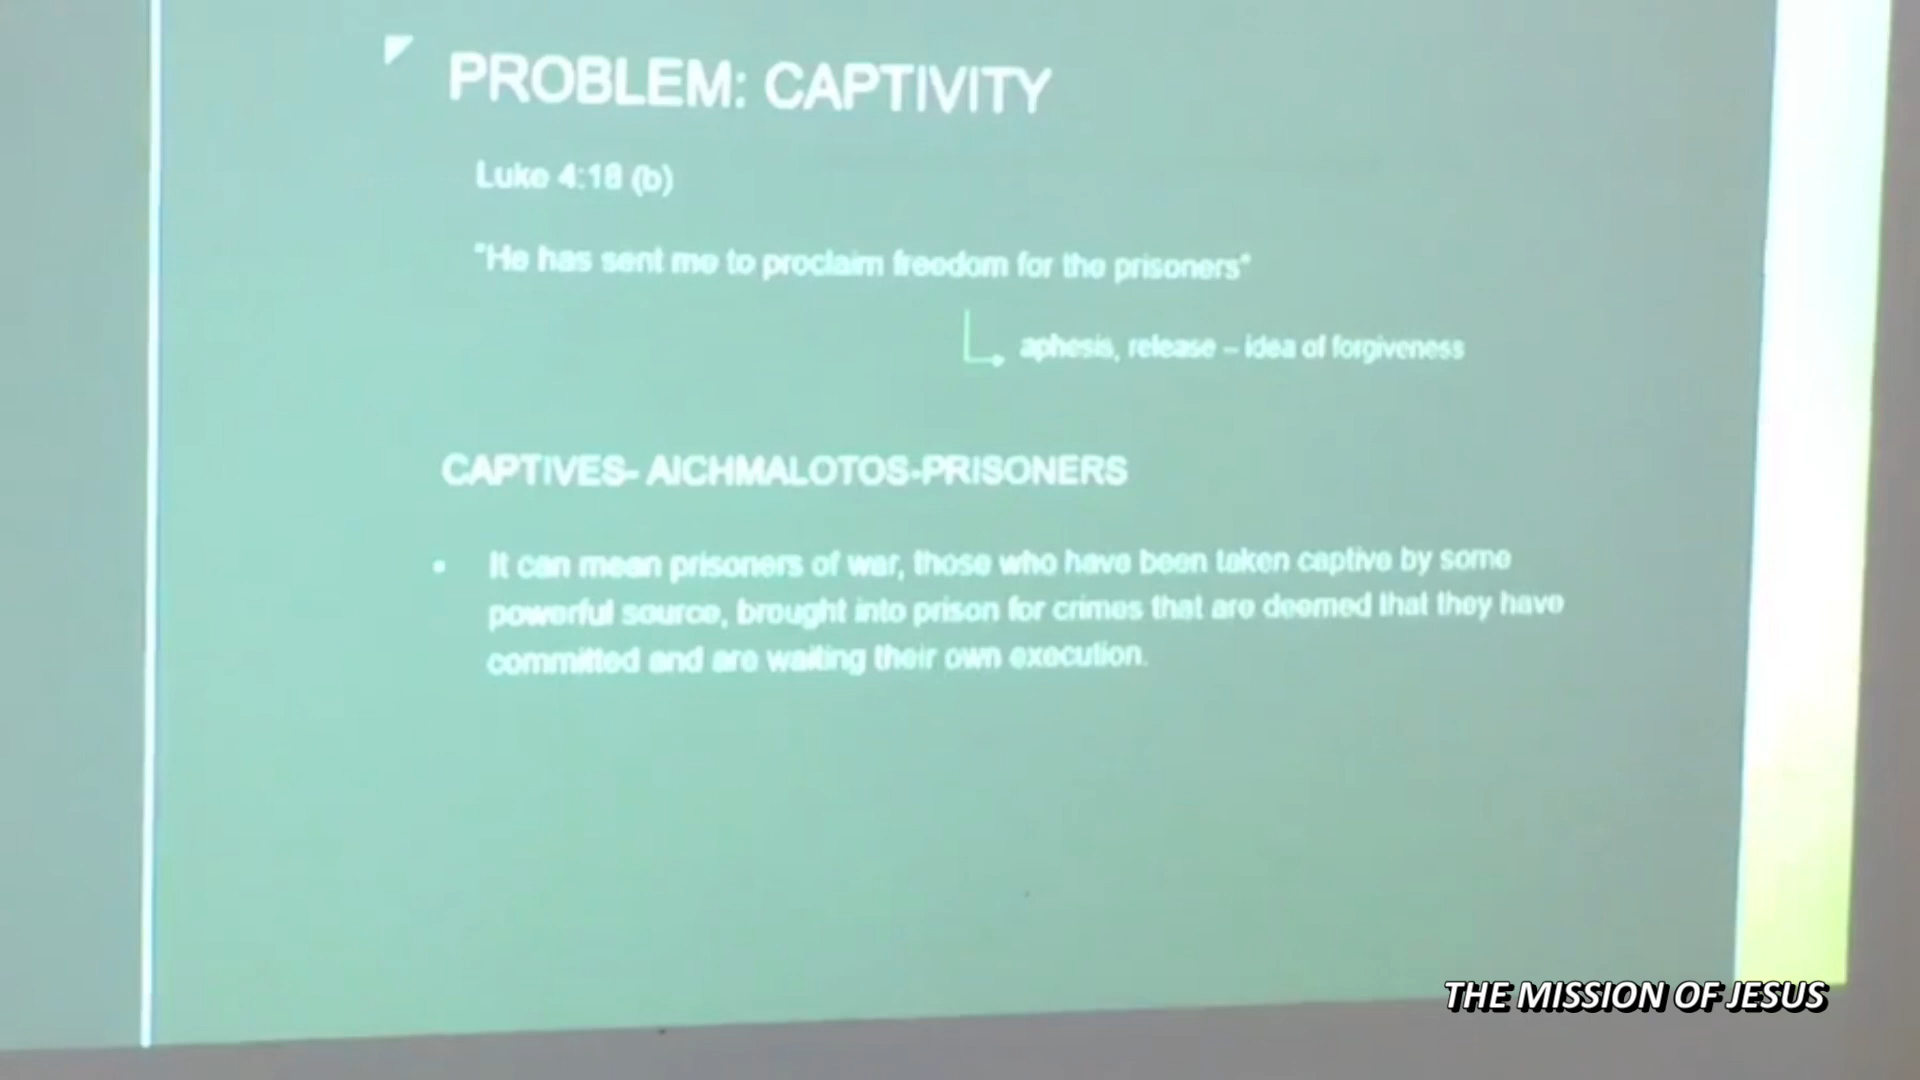 PROBLEM: CAPTIVITY
Luke 4:18 (b)
"He has sent me to proclaim freedom for the prisoners"
aphesis, release – idea of forgiveness
CAPTIVES- AICHMALOTOS-PRISONERS
▪ It can mean prisoners of war, those who have been taken captive by some
powerful source, brought into prison for crimes that are deemed that they have
committed and are waiting their own execution.
THE MISSION OF JESUS